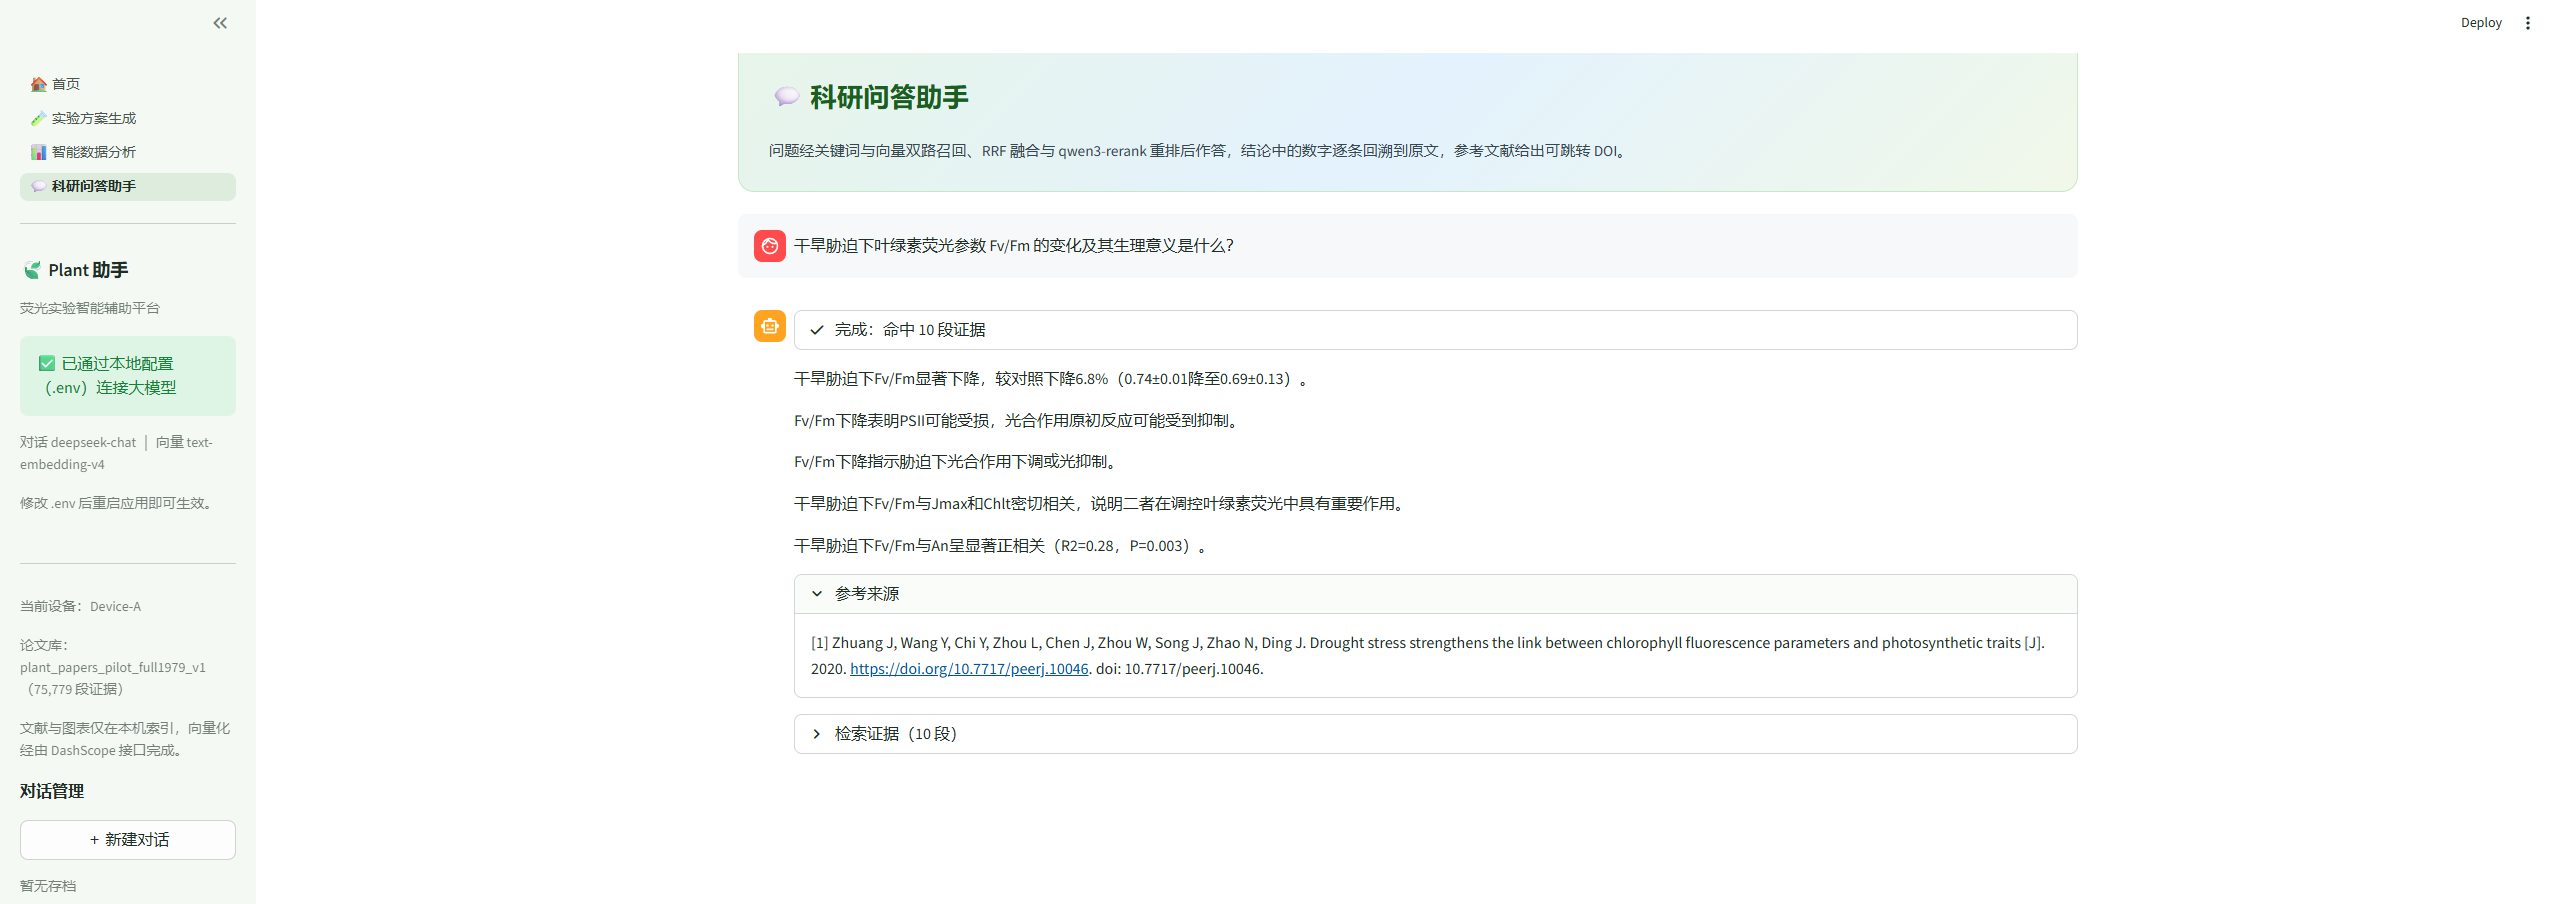 首页
实验方案生成
智能数据分析
科研问答助手
Plant 助手
荧光实验智能辅助平台
已通过本地配置
（.env）连接大模型
对话 deepseek-chat ｜ 向量 text-
embedding-v4
修改 .env 后重启应用即可生效。
当前设备：Device-A
论文库：
plant_papers_pilot_full1979_v1
（75,779 段证据）
文献与图表仅在本机索引，向量化
经由 DashScope 接口完成。
对话管理
+ 新建对话
暂无存档
Deploy
科研问答助手
问题经关键词与向量双路召回、RRF 融合与 qwen3-rerank 重排后作答，结论中的数字逐条回溯到原文，参考文献给出可跳转 DOI。
干旱胁迫下叶绿素荧光参数 Fv/Fm 的变化及其生理意义是什么？
完成：命中 10 段证据
干旱胁迫下Fv/Fm显著下降，较对照下降6.8%（0.74±0.01降至0.69±0.13）。
Fv/Fm下降表明PSII可能受损，光合作用原初反应可能受到抑制。
Fv/Fm下降指示胁迫下光合作用下调或光抑制。
干旱胁迫下Fv/Fm与Jmax和Chlt密切相关，说明二者在调控叶绿素荧光中具有重要作用。
干旱胁迫下Fv/Fm与An呈显著正相关（R2=0.28，P=0.003）。
参考来源
[1] Zhuang J, Wang Y, Chi Y, Zhou L, Chen J, Zhou W, Song J, Zhao N, Ding J. Drought stress strengthens the link between chlorophyll fluorescence parameters and photosynthetic traits [J].
2020. https://doi.org/10.7717/peerj.10046. doi: 10.7717/peerj.10046.
检索证据（10 段）